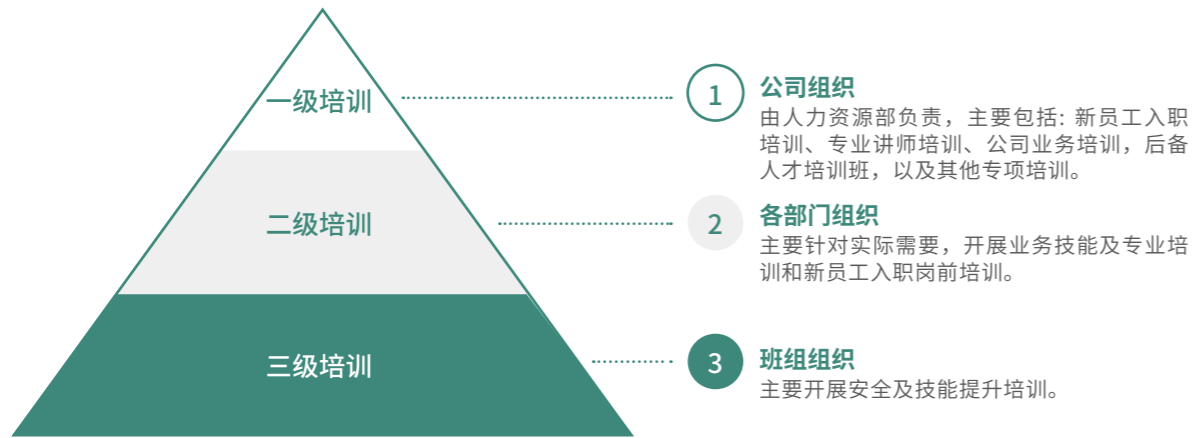 一级培训
1
公司组织
由人力资源部负责，主要包括: 新员工入职
培训、专业讲师培训、公司业务培训，后备
人才培训班，以及其他专项培训。
二级培训
2
各部门组织
主要针对实际需要，开展业务技能及专业培
训和新员工入职岗前培训。
三级培训
3
班组组织
主要开展安全及技能提升培训。